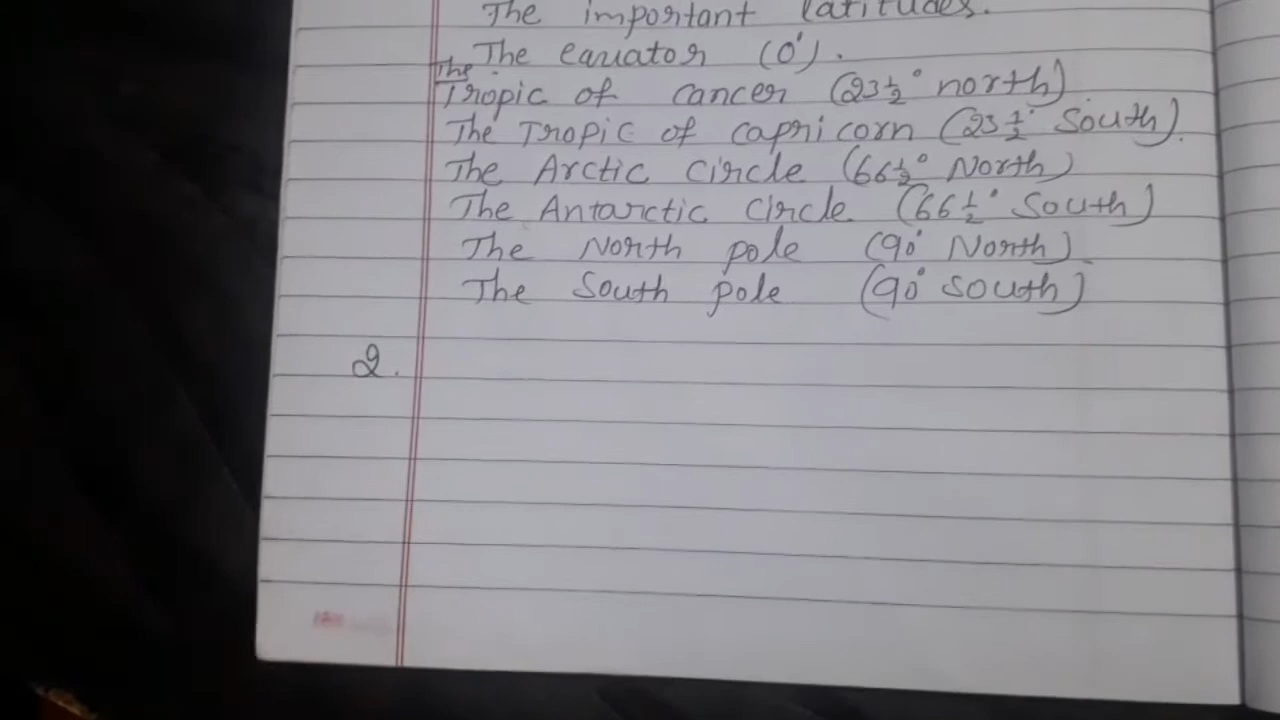 The important latitudes.
The equator (0°).
The
Tropic of cancer (23½° north)
The Tropic of capricorn (23½° South).
The Arctic circle (66½° North)
The Antarctic circle (66½° South)
The North pole (90° North)
The South pole (90° south)
2.